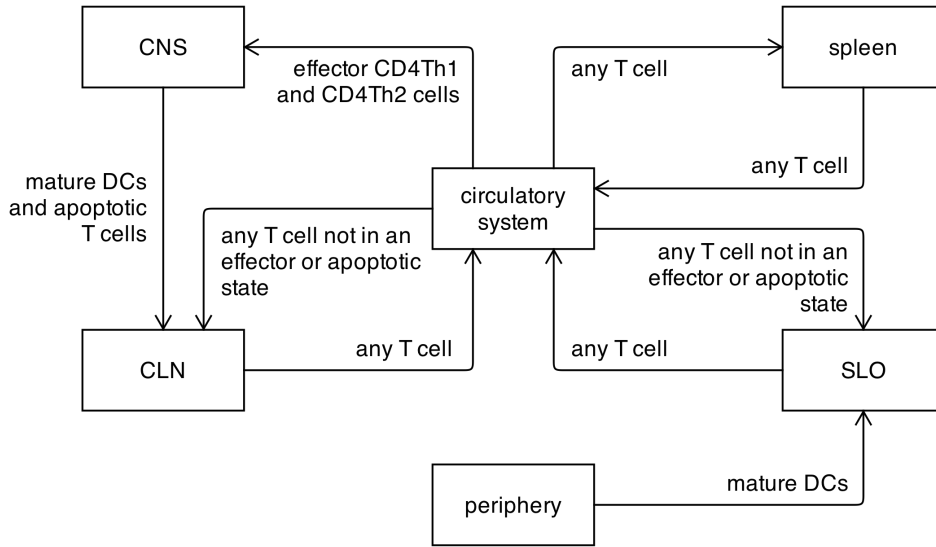 CNS
effector CD4Th1
and CD4Th2 cells
any T cell
spleen
mature DCs
and apoptotic
T cells
any T cell
circulatory
system
any T cell not in an
effector or apoptotic
state
any T cell not in an
effector or apoptotic
state
CLN
any T cell
any T cell
SLO
periphery
mature DCs